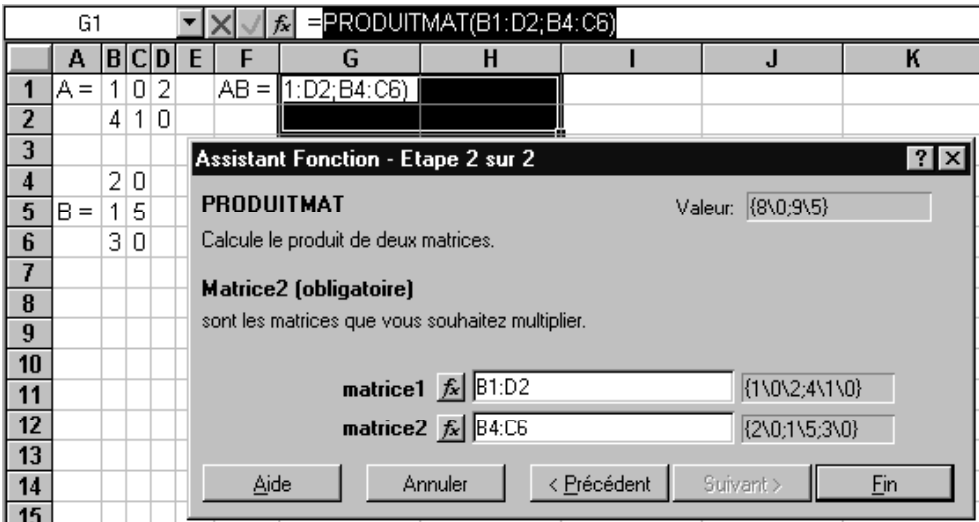 G1 fx =PRODUITMAT(B1:D2;B4:C6)
A B C D E F G H I J K
1 A = 1 0 2 AB = 1:D2;B4:C6)
2 4 1 0
3
Assistant Fonction - Etape 2 sur 2 ? ×
4 2 0
PRODUITMAT Valeur: {8\0;9\5}
5 B = 1 5
6 3 0
Calcule le produit de deux matrices.
7
Matrice2 (obligatoire)
8
sont les matrices que vous souhaitez multiplier.
9
10
11 matrice1 fx B1:D2 {1\0\2;4\1\0}
12 matrice2 fx B4:C6 {2\0;1\5;3\0}
13
14 Aide Annuler < Précédent Suivant > Fin
15